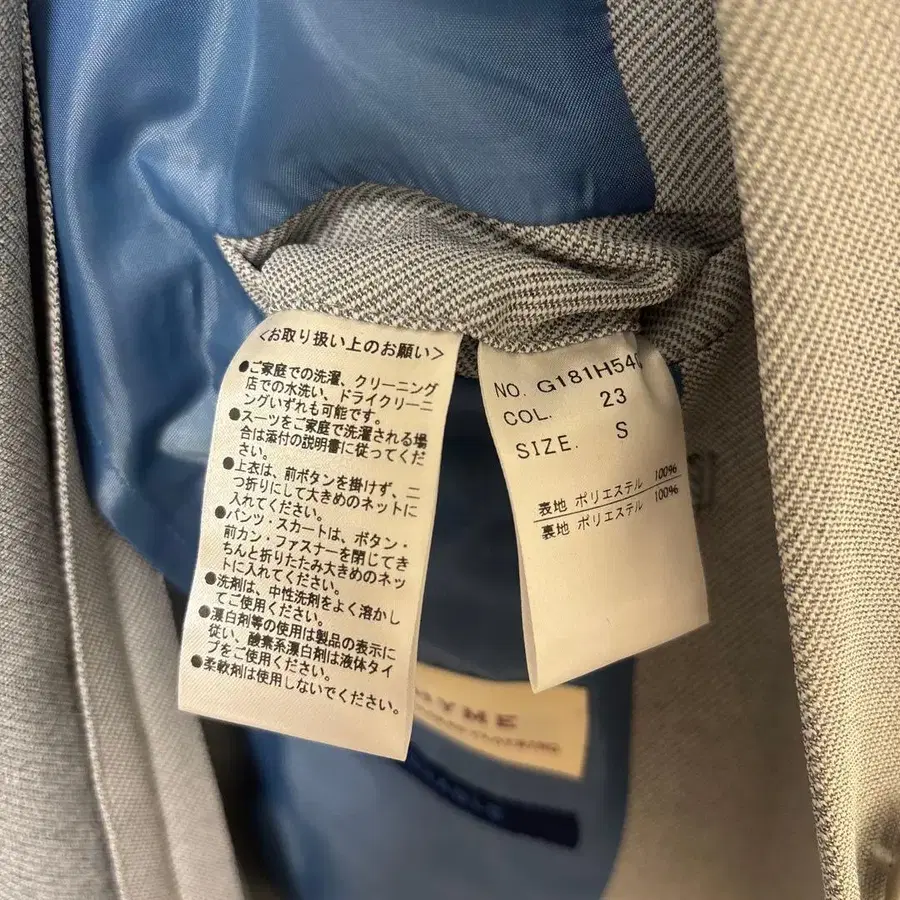 <お取り扱い上のお願い>
●ご家庭での洗濯、クリーニング
店での水洗い、ドライクリーニ
ングいずれも可能です。
●スーツをご家庭で洗濯される場
合は添付の説明書に従ってくだ
さい。
●上衣は、前ボタンを掛けず、二
つ折りにして大きめのネットに
入れてください。
●パンツ・スカートは、ボタン・
前カン・ファスナーを閉じてき
ちんと折りたたみ大きめのネッ
トに入れてください。
●洗剤は、中性洗剤をよく溶かし
てご使用ください。
●漂白剤等の使用は製品の表示に
従い、酸素系漂白剤は液体タイ
プをご使用ください。
●柔軟剤は使用しないでください。
NO. G181H540
COL. 23
SIZE. S
表地 ポリエステル 100%
裏地 ポリエステル 100%